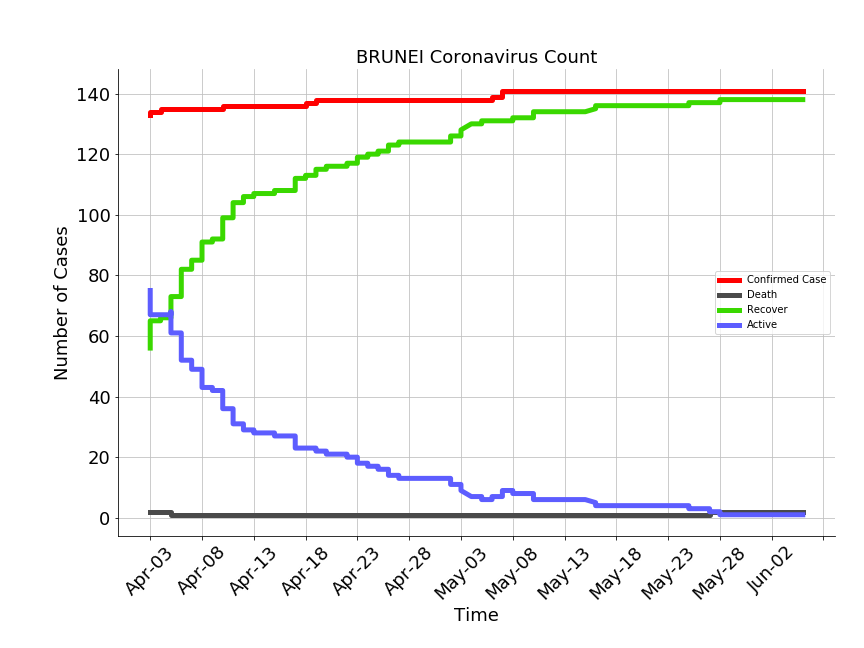 BRUNEI Coronavirus Count
Number of Cases
140
120
100
80
60
40
20
0
Confirmed Case
Death
Recover
Active
Apr-03
Apr-08
Apr-13
Apr-18
Apr-23
Apr-28
May-03
May-08
May-13
May-18
May-23
May-28
Jun-02
Time